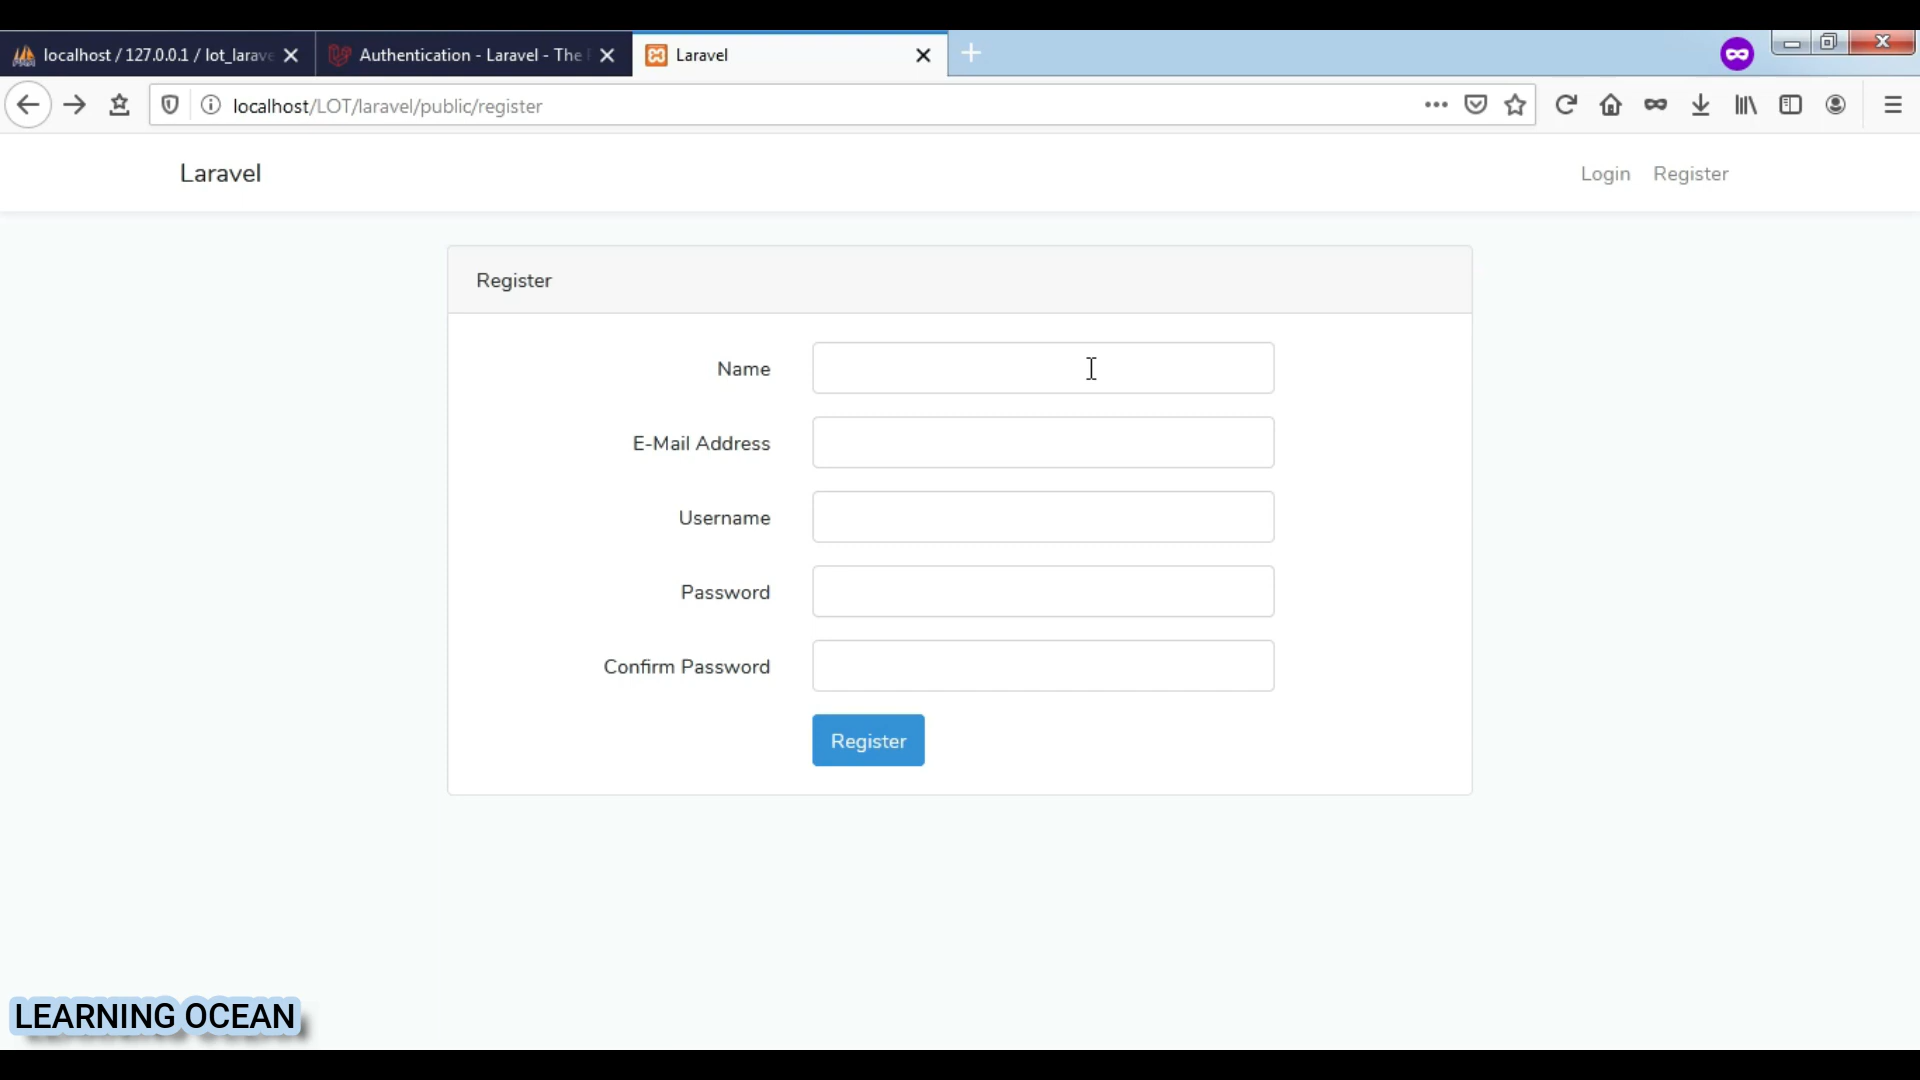 localhost / 127.0.0.1 / lot_larave
Authentication - Laravel - The
Laravel
localhost/LOT/laravel/public/register
Laravel
Login
Register
Register
Name
E-Mail Address
Username
Password
Confirm Password
Register
LEARNING OCEAN